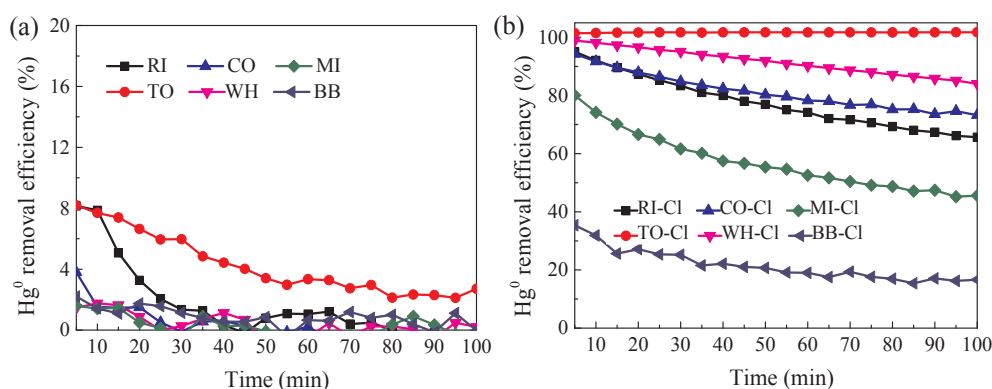 (a)
20
16
12
8
4
0
Hg⁰ removal efficiency (%)
RI CO MI
TO WH BB
10 20 30 40 50 60 70 80 90 100
Time (min)
(b)
100
80
60
40
20
0
Hg⁰ removal efficiency (%)
RI-Cl CO-Cl MI-Cl
TO-Cl WH-Cl BB-Cl
10 20 30 40 50 60 70 80 90 100
Time (min)